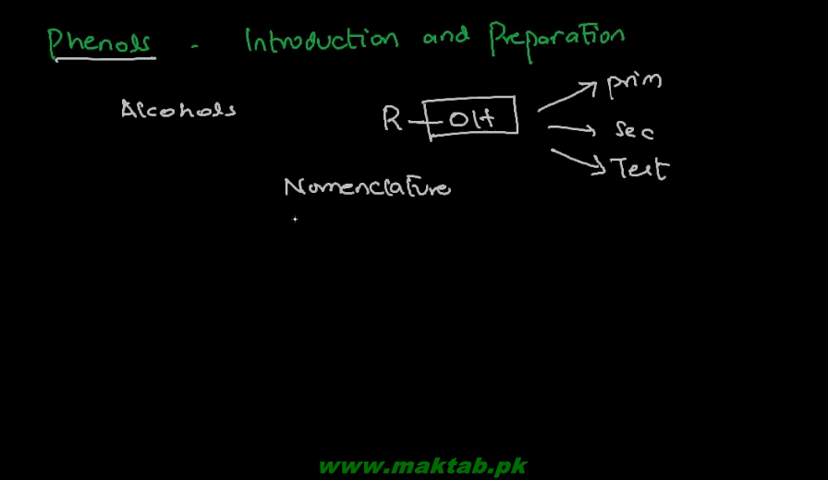 Phenols - Introduction and Preparation
Alcohols R-OH prim
sec
Tert
Nomenclature
www.maktab.pk